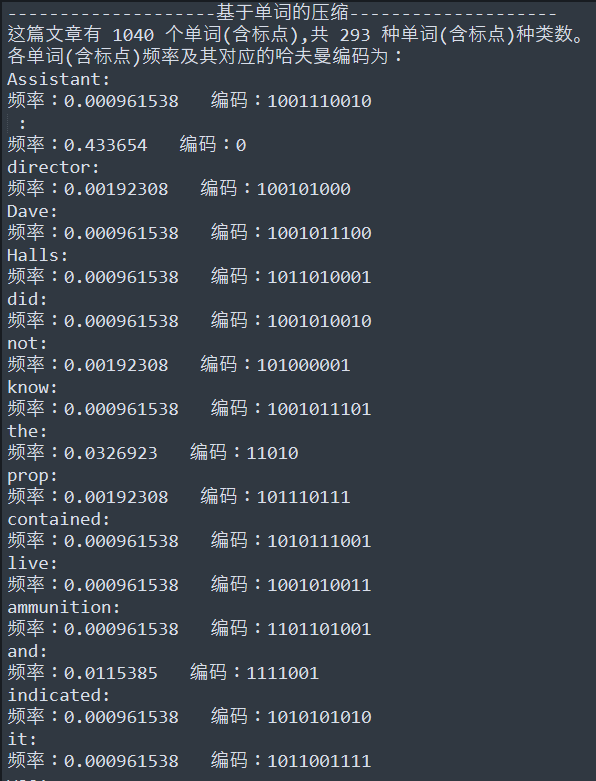 --------------------基于单词的压缩--------------------
这篇文章有 1040 个单词(含标点),共 293 种单词(含标点)种类数。
各单词(含标点)频率及其对应的哈夫曼编码为：
Assistant:
频率：0.000961538   编码：1001110010
 :
频率：0.433654   编码：0
director:
频率：0.00192308   编码：100101000
Dave:
频率：0.000961538   编码：1001011100
Halls:
频率：0.000961538   编码：1011010001
did:
频率：0.000961538   编码：1001010010
not:
频率：0.00192308   编码：101000001
know:
频率：0.000961538   编码：1001011101
the:
频率：0.0326923   编码：11010
prop:
频率：0.00192308   编码：101110111
contained:
频率：0.000961538   编码：1010111001
live:
频率：0.000961538   编码：1001010011
ammunition:
频率：0.000961538   编码：1101101001
and:
频率：0.0115385   编码：1111001
indicated:
频率：0.000961538   编码：1010101010
it:
频率：0.000961538   编码：1011001111